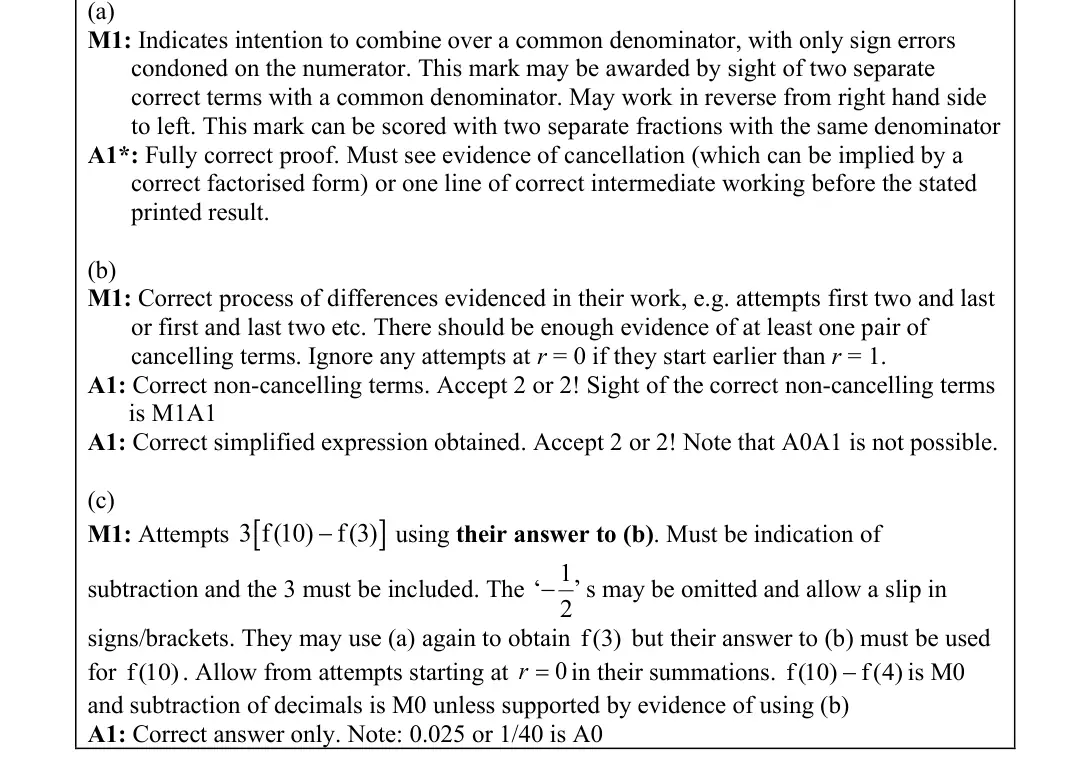 (a)
M1: Indicates intention to combine over a common denominator, with only sign errors
condoned on the numerator. This mark may be awarded by sight of two separate
correct terms with a common denominator. May work in reverse from right hand side
to left. This mark can be scored with two separate fractions with the same denominator
A1*: Fully correct proof. Must see evidence of cancellation (which can be implied by a
correct factorised form) or one line of correct intermediate working before the stated
printed result.
(b)
M1: Correct process of differences evidenced in their work, e.g. attempts first two and last
or first and last two etc. There should be enough evidence of at least one pair of
cancelling terms. Ignore any attempts at r = 0 if they start earlier than r = 1.
A1: Correct non-cancelling terms. Accept 2 or 2! Sight of the correct non-cancelling terms
is M1A1
A1: Correct simplified expression obtained. Accept 2 or 2! Note that A0A1 is not possible.
(c)
M1: Attempts 3[f(10) – f(3)] using their answer to (b). Must be indication of
subtraction and the 3 must be included. The ‘–1/2’ s may be omitted and allow a slip in
signs/brackets. They may use (a) again to obtain f(3) but their answer to (b) must be used
for f(10). Allow from attempts starting at r = 0 in their summations. f(10) – f(4) is M0
and subtraction of decimals is M0 unless supported by evidence of using (b)
A1: Correct answer only. Note: 0.025 or 1/40 is A0